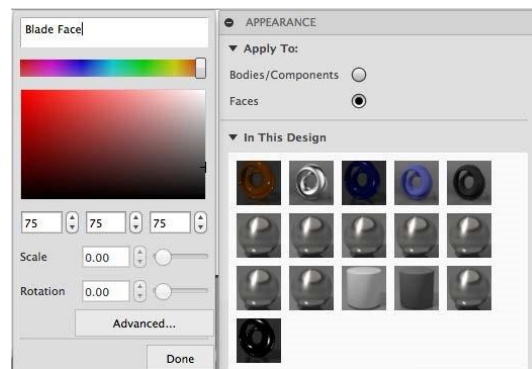 Blade Face
75 75 75
Scale 0.00
Rotation 0.00
Advanced...
Done
APPEARANCE
Apply To:
Bodies/Components
Faces
In This Design